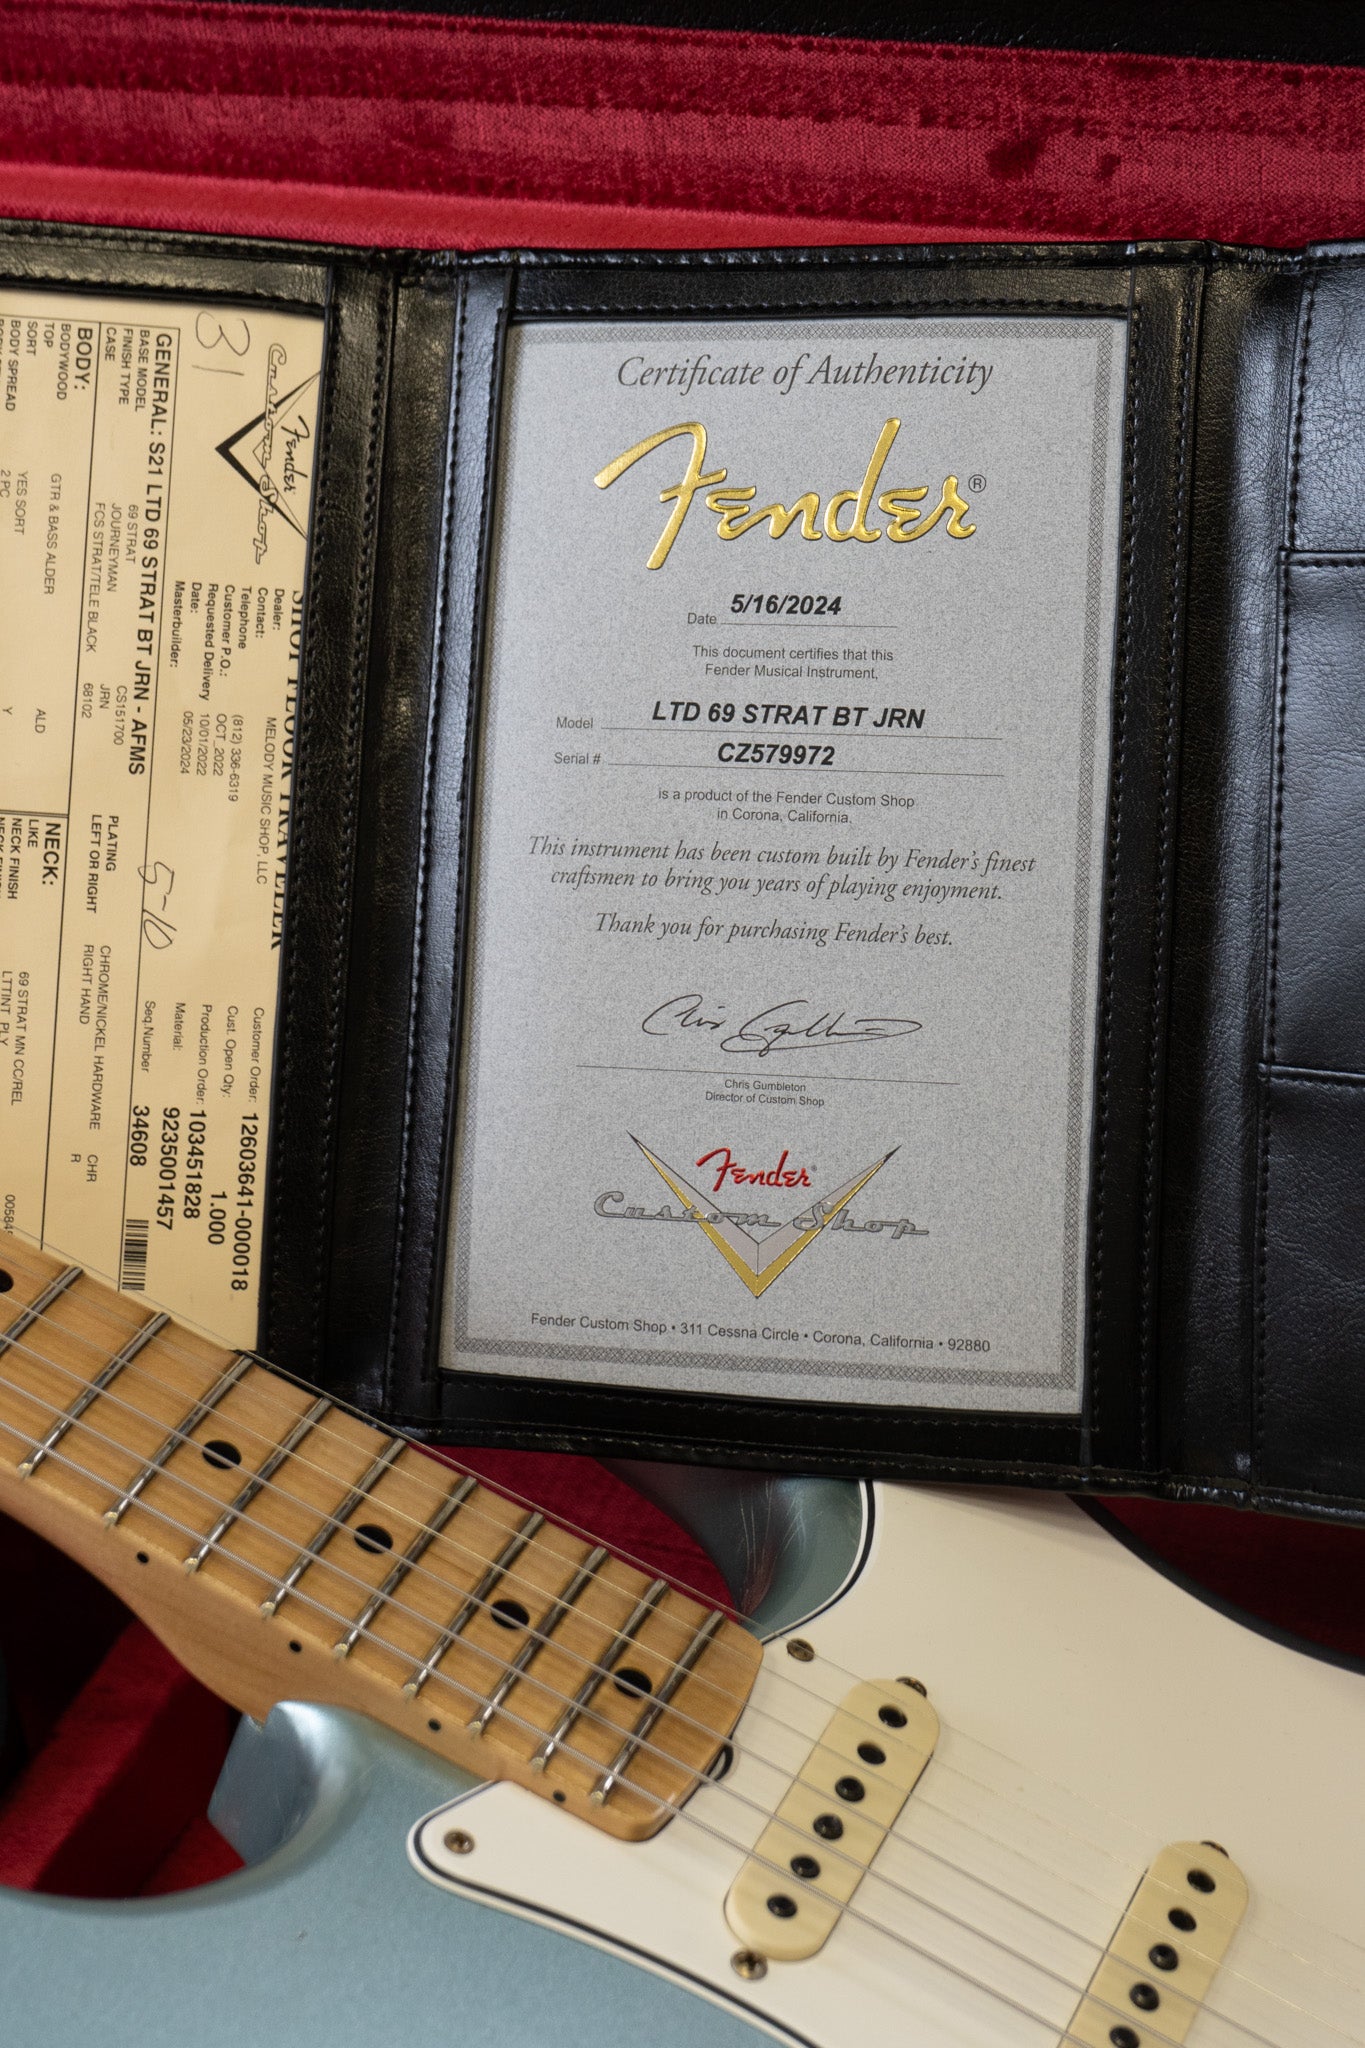 31
Fender
Custom Shop
SHOP FLOOR TRAVELER
Dealer: MELODY MUSIC SHOP, LLC
Contact:
Telephone (812) 336-6319
Customer P.O.: OCT_2022
Requested Delivery 10/01/2022
Date: 05/23/2024
Masterbuilder:
Customer Order: 12603641-000018
Cust. Open Qty: 1.000
Production Order: 103451828
Material: 9235001457
Seq.Number 34608
5-10
GENERAL: S21 LTD 69 STRAT BT JRN - AFMS
BASE MODEL 69 STRAT CS151700
FINISH TYPE JOURNEYMAN JRN
CASE FCS STRAT/TELE BLACK 68102
PLATING CHROME/NICKEL HARDWARE CHR
LEFT OR RIGHT RIGHT HAND R
BODY:
BODYWOOD GTR & BASS ALDER ALD
TOP
SORT YES SORT Y
BODY SPREAD 2 PC
NECK:
LIKE 69 STRAT MN CC/REL
NECK FINISH LTTINT PLY
Certificate of Authenticity
Fender®
Date 5/16/2024
This document certifies that this
Fender Musical Instrument,
Model LTD 69 STRAT BT JRN
Serial # CZ579972
is a product of the Fender Custom Shop
in Corona, California.
This instrument has been custom built by Fender's finest
craftsmen to bring you years of playing enjoyment.
Thank you for purchasing Fender's best.
Chris Gumbleton
Director of Custom Shop
Fender®
Custom Shop
Fender Custom Shop • 311 Cessna Circle • Corona, California • 92880